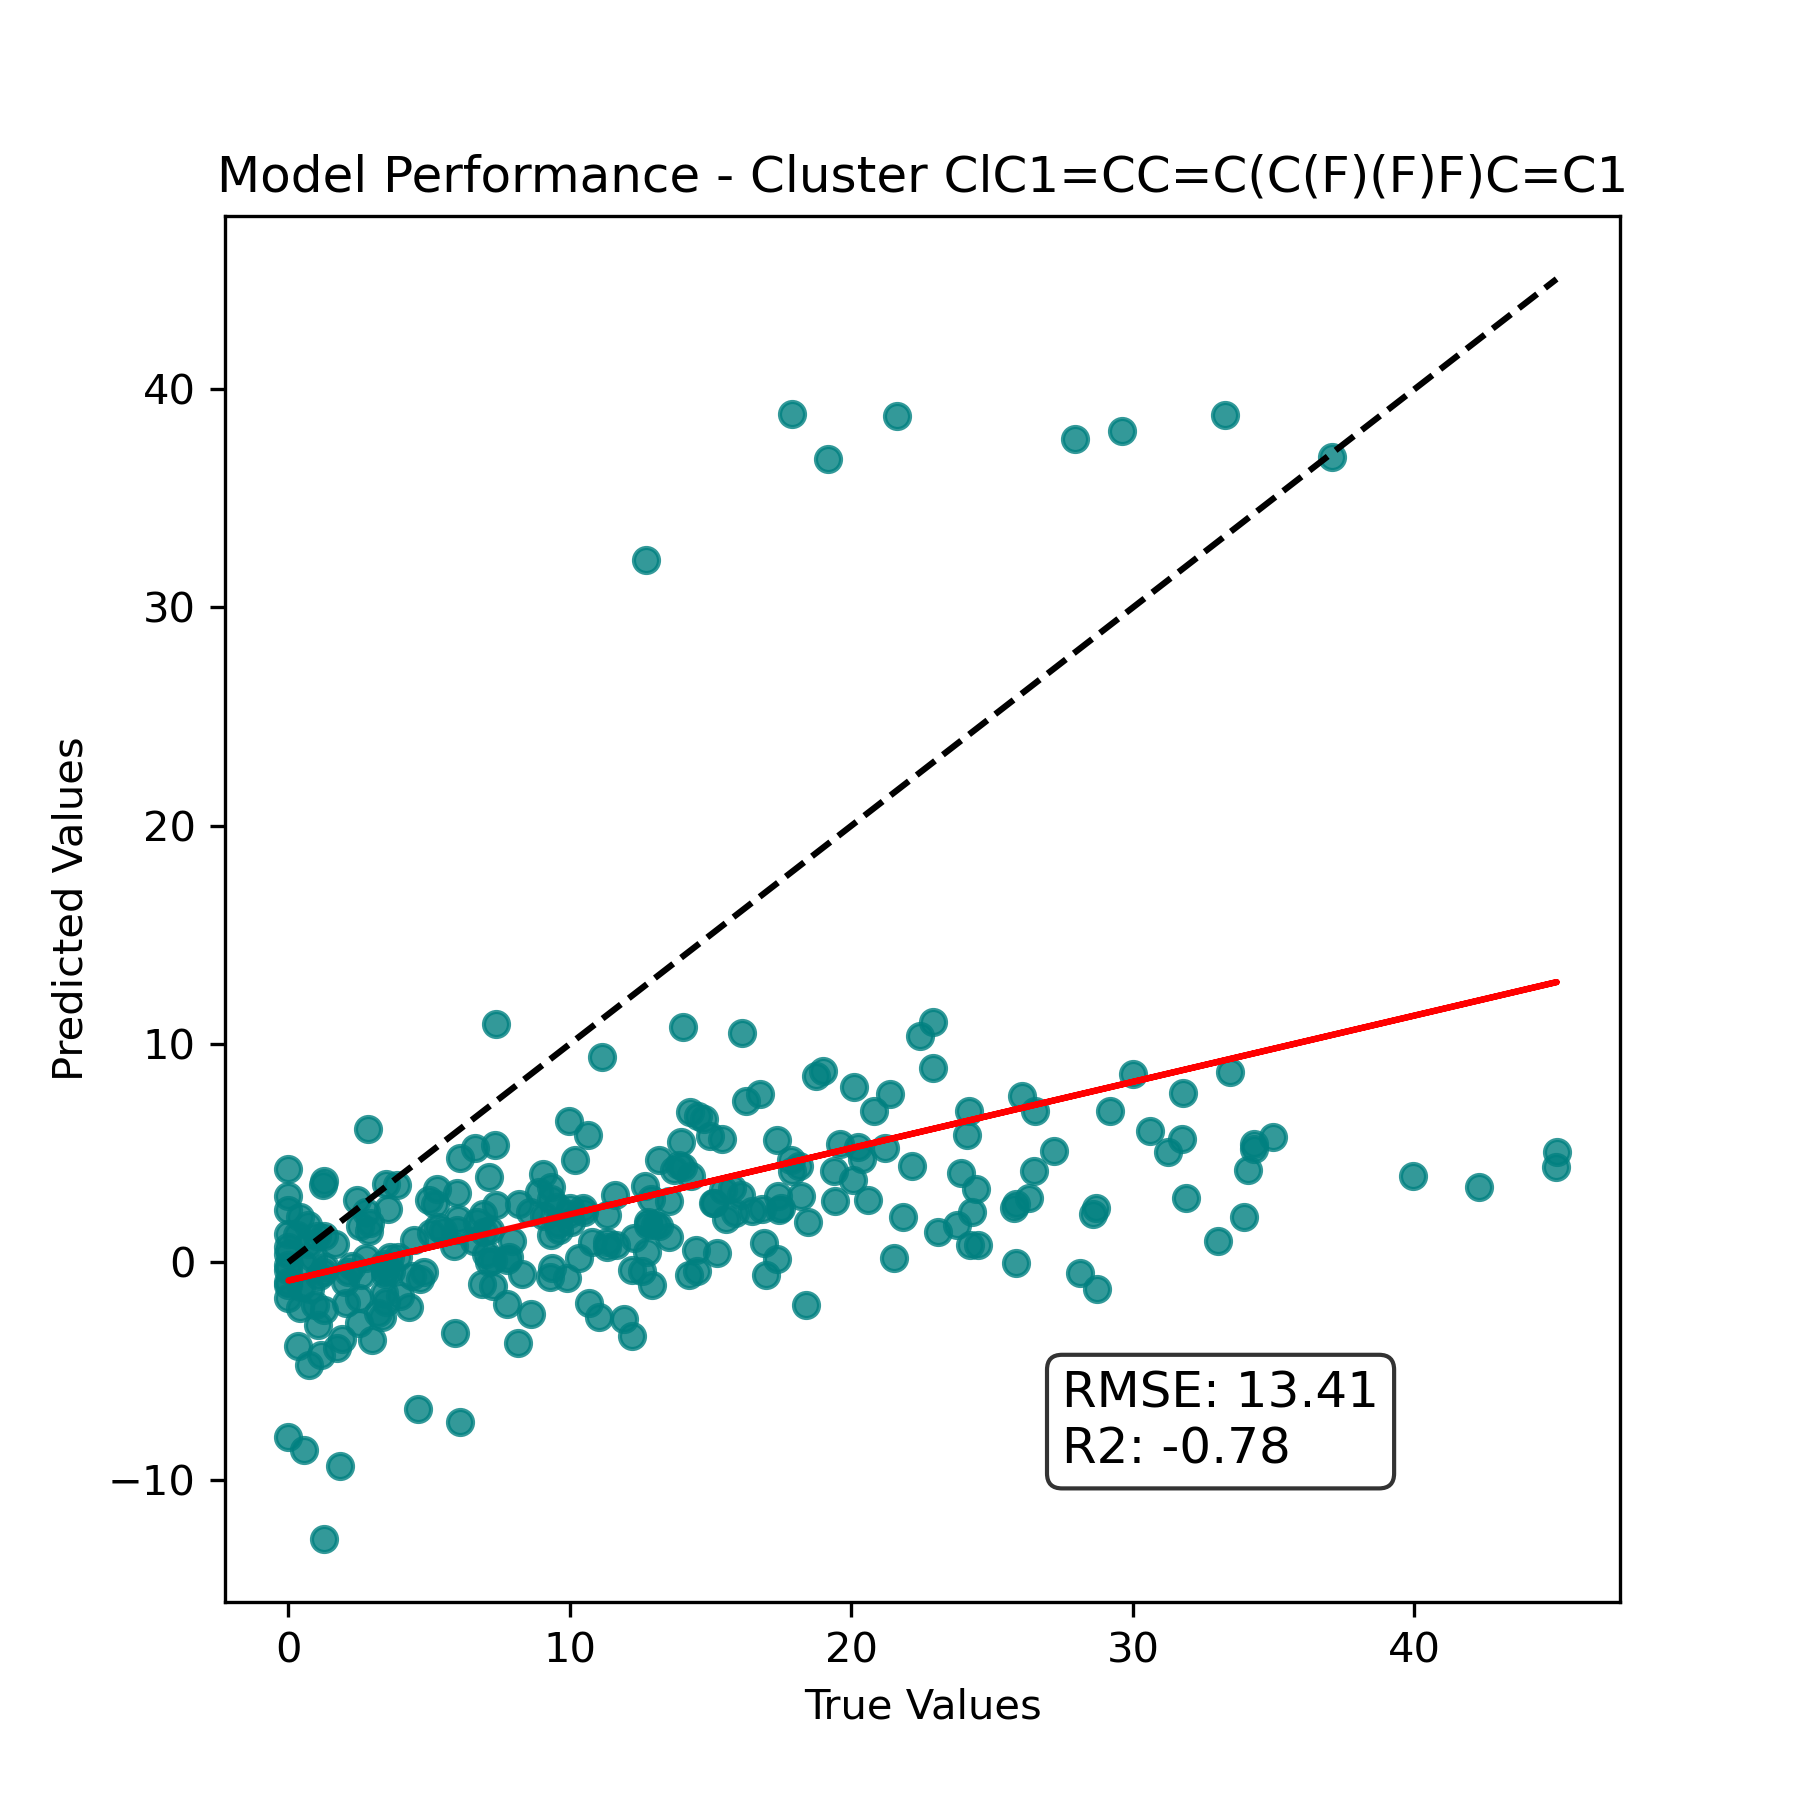 Model Performance - Cluster ClC1=CC=C(C(F)(F)F)C=C1
Predicted Values
40
30
20
10
0
−10
RMSE: 13.41
R2: -0.78
0 10 20 30 40
True Values